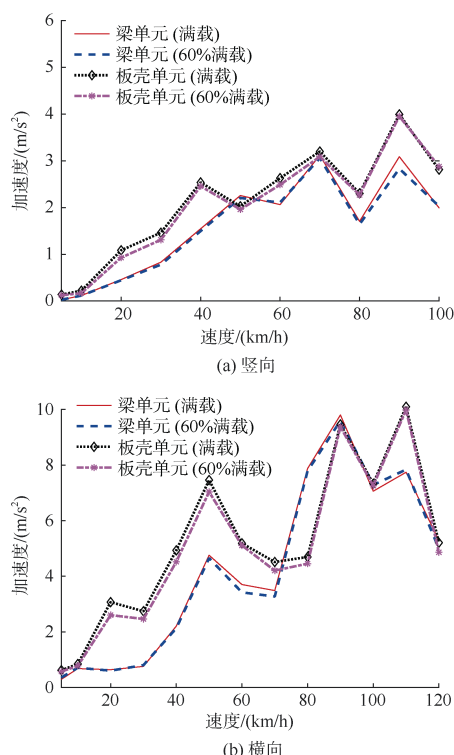 6
5
4
3
2
1
0
加速度/(m/s²)
梁单元 (满载)
梁单元 (60%满载)
板壳单元 (满载)
板壳单元 (60%满载)
20 40 60 80 100
速度/(km/h)
(a) 竖向
10
8
6
4
2
0
加速度/(m/s²)
梁单元 (满载)
梁单元 (60%满载)
板壳单元 (满载)
板壳单元 (60%满载)
20 40 60 80 100 120
速度/(km/h)
(b) 横向